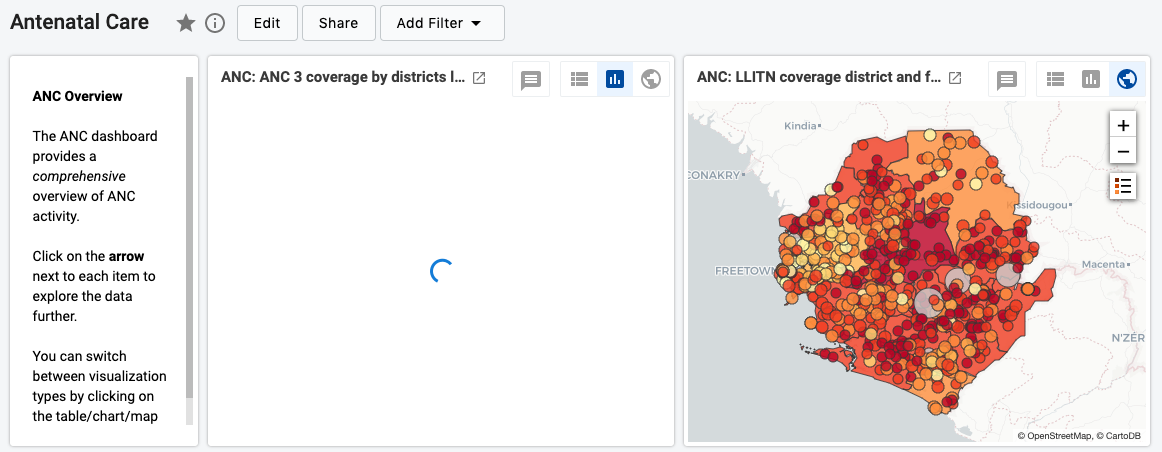 Antenatal Care
Edit
Share
Add Filter
ANC Overview
The ANC dashboard
provides a
comprehensive
overview of ANC
activity.
Click on the arrow
next to each item to
explore the data
further.
You can switch
between visualization
types by clicking on
the table/chart/map
ANC: ANC 3 coverage by districts l...
ANC: LLITN coverage district and f...
Kindia
CONAKRY
FREETOWN
Kissidougou
Macenta
N'ZÉR
+
−
© OpenStreetMap, © CartoDB